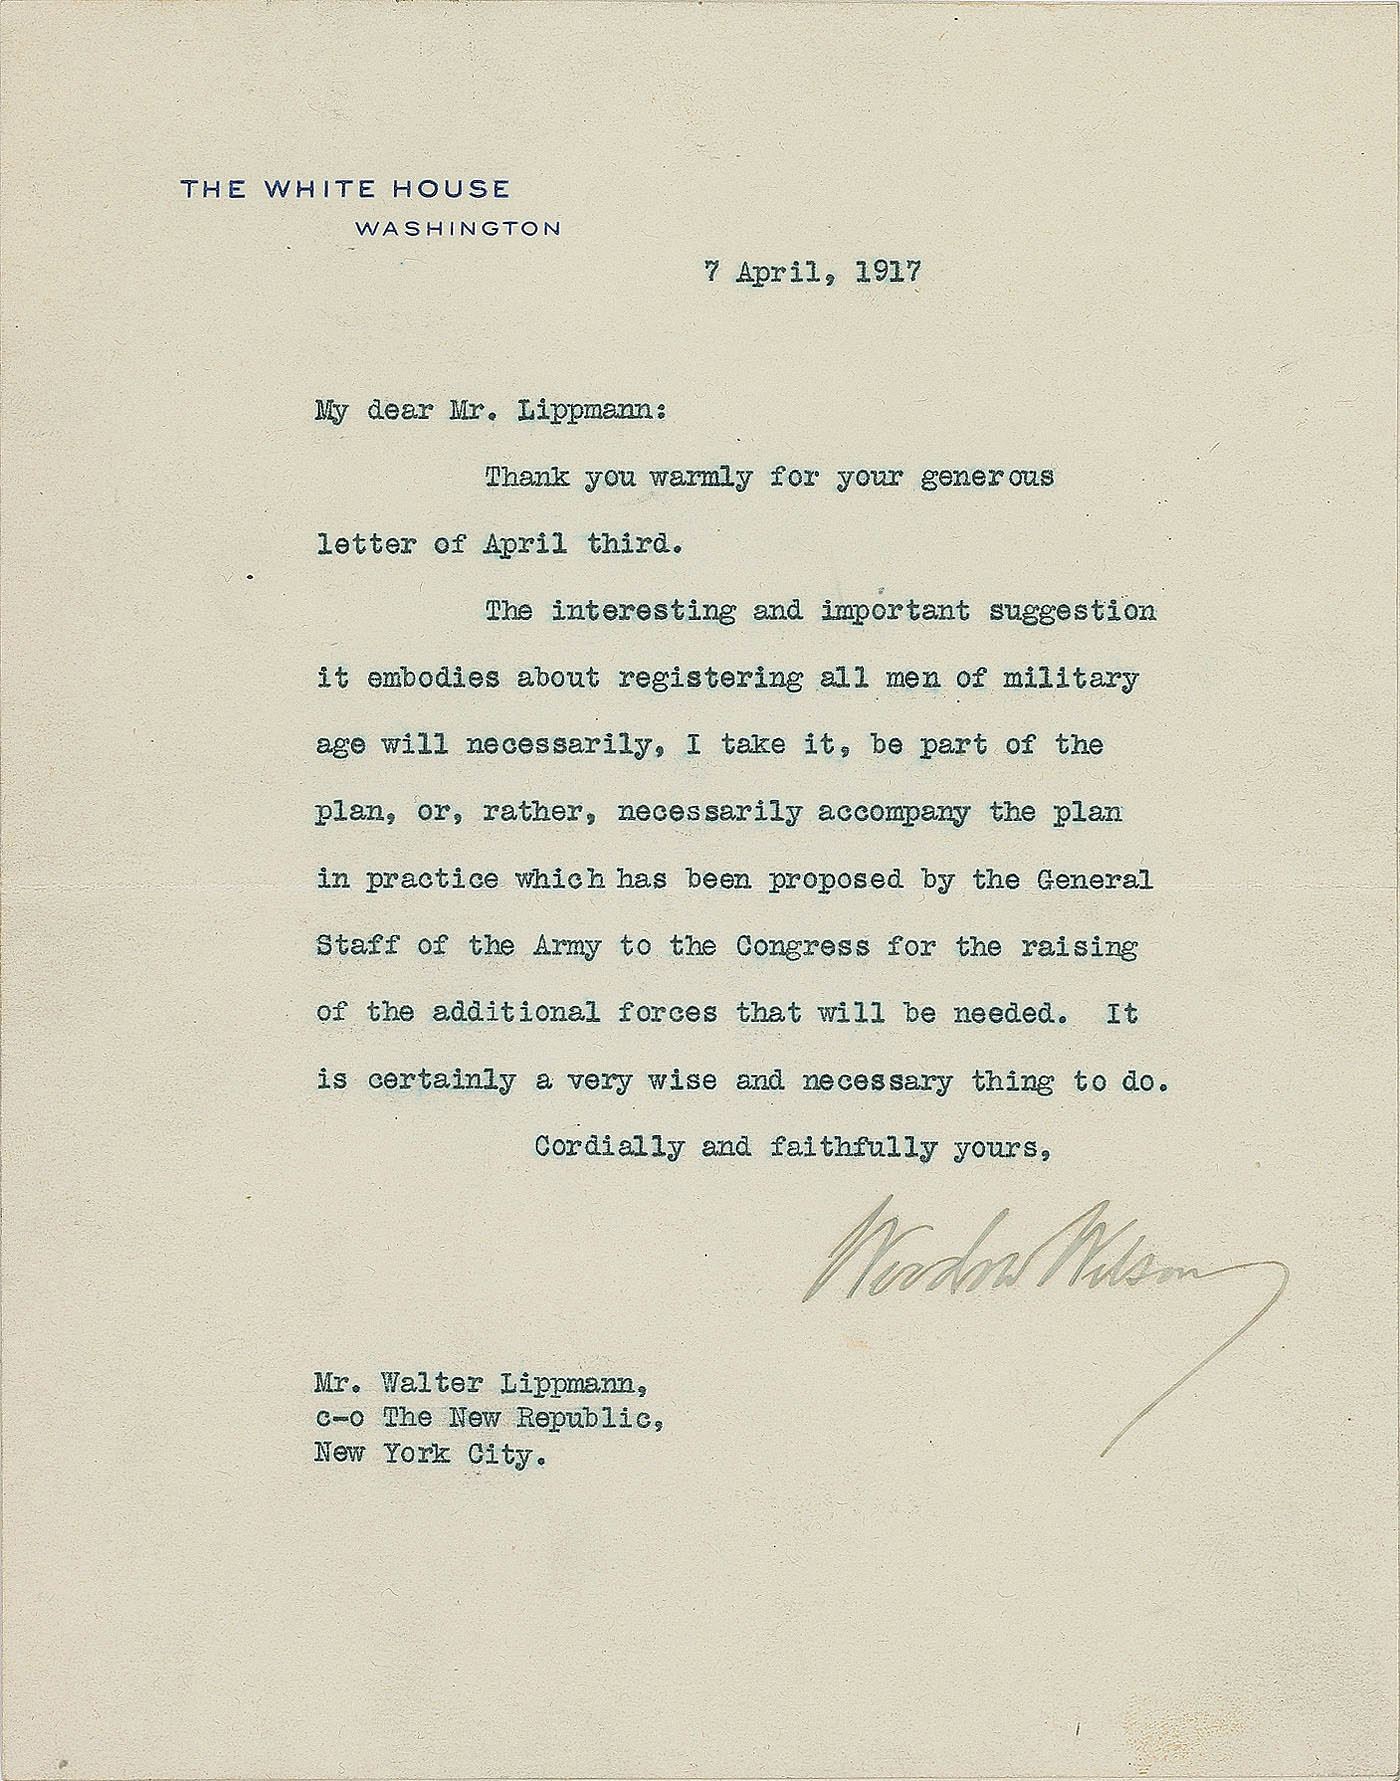 THE WHITE HOUSE
WASHINGTON
7 April, 1917
My dear Mr. Lippmann:
Thank you warmly for your generous
letter of April third.
The interesting and important suggestion
it embodies about registering all men of military
age will necessarily, I take it, be part of the
plan, or, rather, necessarily accompany the plan
in practice which has been proposed by the General
Staff of the Army to the Congress for the raising
of the additional forces that will be needed. It
is certainly a very wise and necessary thing to do.
Cordially and faithfully yours,
Woodrow Wilson
Mr. Walter Lippmann,
c-o The New Republic,
New York City.